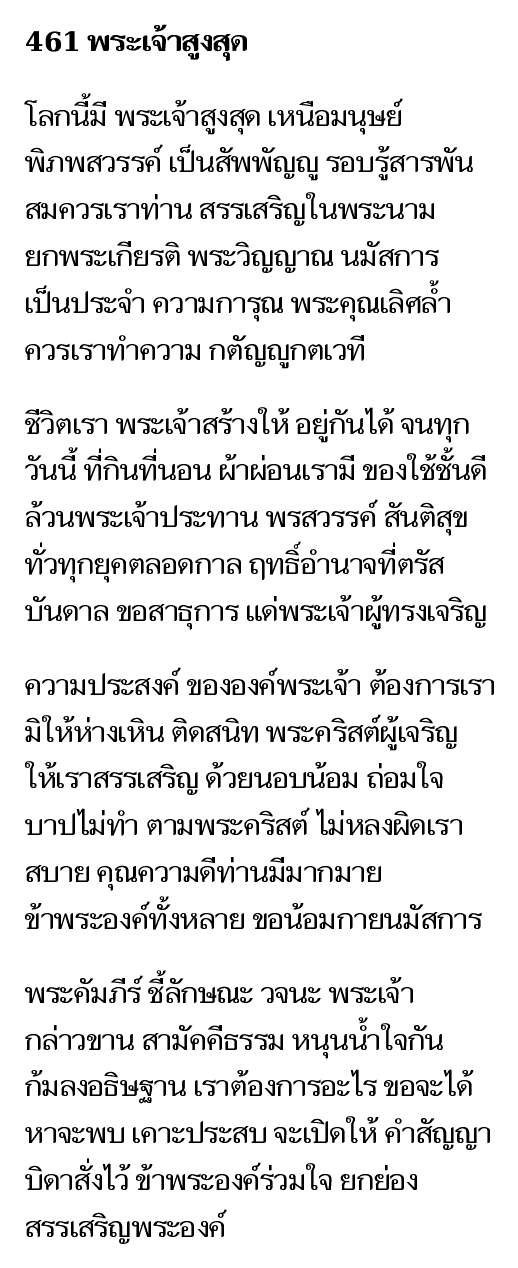 461 พระเจ้าสูงสุด
โลกนี้มี พระเจ้าสูงสุด เหนือมนุษย์
พิภพสวรรค์ เป็นสัพพัญญู รอบรู้สารพัน
สมควรเราท่าน สรรเสริญในพระนาม
ยกพระเกียรติ พระวิญญาณ นมัสการ
เป็นประจำ ความการุณ พระคุณเลิศล้ำ
ควรเราทำความ กตัญญูกตเวที
ชีวิตเรา พระเจ้าสร้างให้ อยู่กันได้ จนทุก
วันนี้ ที่กินที่นอน ผ้าผ่อนเรามี ของใช้ชั้นดี
ล้วนพระเจ้าประทาน พรสวรรค์ สันติสุข
ทั่วทุกยุคตลอดกาล ฤทธิ์อำนาจที่ตรัส
บันดาล ขอสาธุการ แด่พระเจ้าผู้ทรงเจริญ
ความประสงค์ ขององค์พระเจ้า ต้องการเรา
มิให้ห่างเหิน ติดสนิท พระคริสต์ผู้เจริญ
ให้เราสรรเสริญ ด้วยนอบน้อม ถ่อมใจ
บาปไม่ทำ ตามพระคริสต์ ไม่หลงผิดเรา
สบาย คุณความดีท่านมีมากมาย
ข้าพระองค์ทั้งหลาย ขอน้อมกายนมัสการ
พระคัมภีร์ ชี้ลักษณะ วจนะ พระเจ้า
กล่าวขาน สามัคคีธรรม หนุนน้ำใจกัน
ก้มลงอธิษฐาน เราต้องการอะไร ขอจะได้
หาจะพบ เคาะประสบ จะเปิดให้ คำสัญญา
บิดาสั่งไว้ ข้าพระองค์ร่วมใจ ยกย่อง
สรรเสริญพระองค์